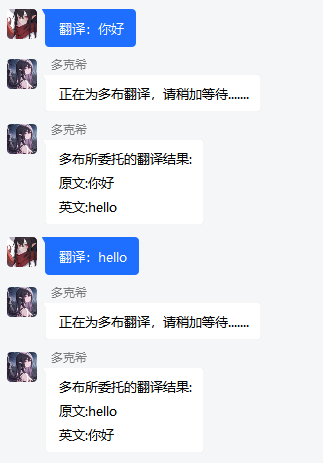 翻译：你好
多克希
正在为多布翻译，请稍加等待.......
多克希
多布所委托的翻译结果:
原文:你好
英文:hello
翻译：hello
多克希
正在为多布翻译，请稍加等待.......
多克希
多布所委托的翻译结果:
原文:hello
英文:你好